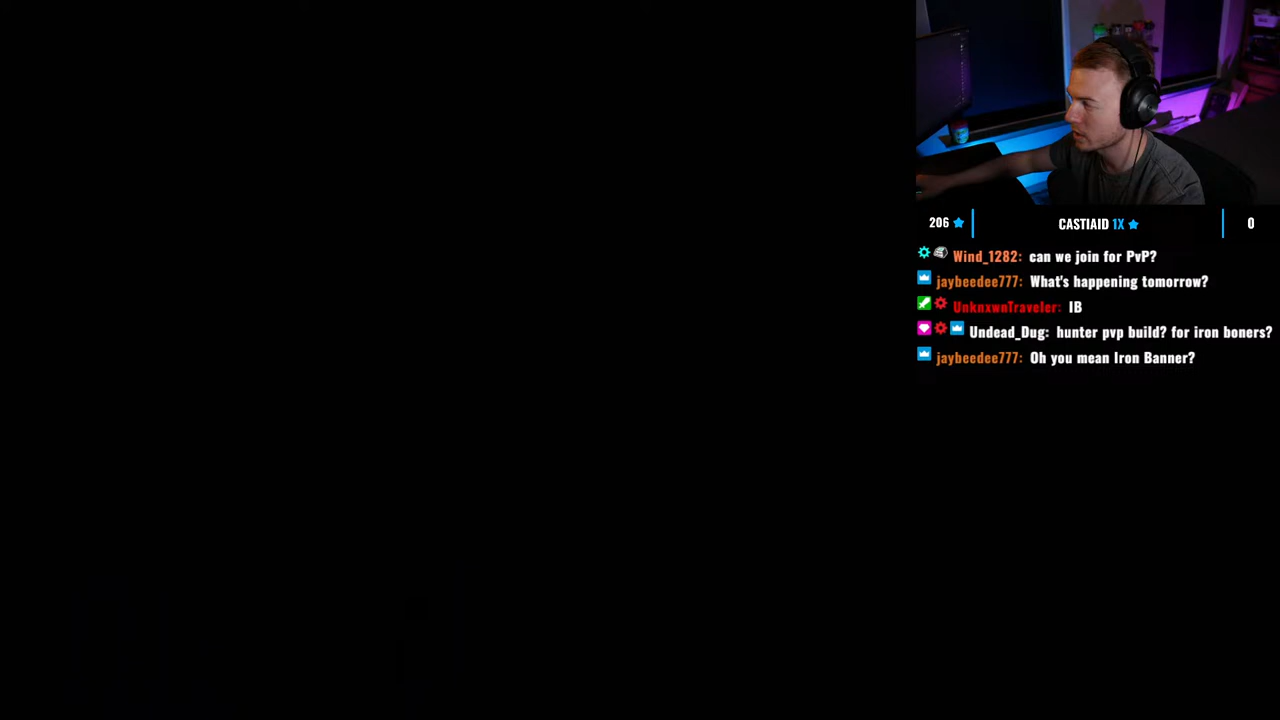 206 CASTIAID 1X 0
Wind_1282: can we join for PvP?
jaybeedee777: What's happening tomorrow?
UnknxwnTraveler: IB
Undead_Dug: hunter pvp build? for iron boners?
jaybeedee777: Oh you mean Iron Banner?